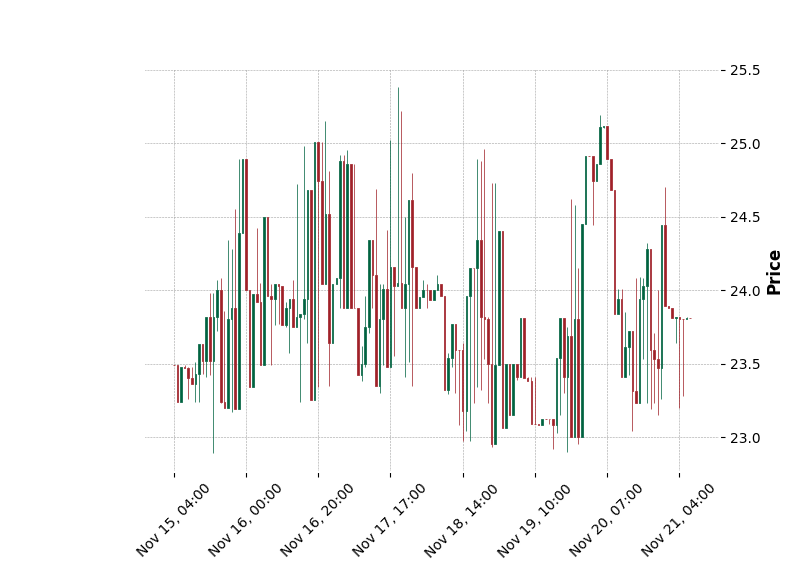 25.5
25.0
24.5
24.0
23.5
23.0
Price
Nov 15, 04:00
Nov 16, 00:00
Nov 16, 20:00
Nov 17, 17:00
Nov 18, 14:00
Nov 19, 10:00
Nov 20, 07:00
Nov 21, 04:00